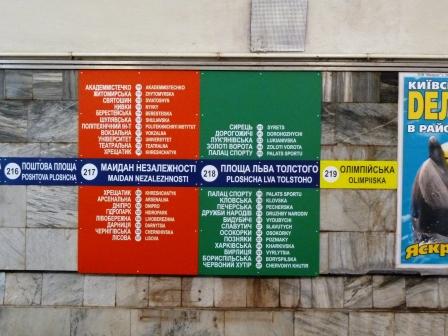 АКАДЕММІСТЕЧКО AKADEMMISTECHKO
ЖИТОМИРСЬКА ZHYTOMYRSKA
СВЯТОШИН SVIATOSHYN
НИВКИ NYVKY
БЕРЕСТЕЙСЬКА BERESTEISKA
ШУЛЯВСЬКА SHULIAVSKA
ПОЛІТЕХНІЧНИЙ ІН-Т POLITEKHNICHNYI INSTYTUT
ВОКЗАЛЬНА VOKZALNA
УНІВЕРСИТЕТ UNIVERSYTET
ТЕАТРАЛЬНА TEATRALNA
ХРЕЩАТИК KHRESHCHATYK
СИРЕЦЬ SYRETS
ДОРОГОЖИЧІ DOROHOZHYCHI
ЛУК'ЯНІВСЬКА LUKIANIVSKA
ЗОЛОТІ ВОРОТА ZOLOTI VOROTA
ПАЛАЦ СПОРТУ PALATS SPORTU
216 ПОШТОВА ПЛОЩА
POSHTOVA PLOSHCHA
217 МАЙДАН НЕЗАЛЕЖНОСТІ
MAIDAN NEZALEZHNOSTI
218 ПЛОЩА ЛЬВА ТОЛСТОГО
PLOSHCHA LVA TOLSTOHO
219 ОЛІМПІЙСЬКА
OLIMPIISKA
ХРЕЩАТИК KHRESHCHATYK
АРСЕНАЛЬНА ARSENALNA
ДНІПРО DNIPRO
ГІДРОПАРК HIDROPARK
ЛІВОБЕРЕЖНА LIVOBEREZHNA
ДАРНИЦЯ DARNYTSIA
ЧЕРНІГІВСЬКА CHERNIHIVSKA
ЛІСОВА LISOVA
ПАЛАЦ СПОРТУ PALATS SPORTU
КЛОВСЬКА KLOVSKA
ПЕЧЕРСЬКА PECHERSKA
ДРУЖБИ НАРОДІВ DRUZHBY NARODIV
ВИДУБИЧІ VYDUBYCHI
СЛАВУТИЧ SLAVUTYCH
ОСОКОРКИ OSOKORKY
ПОЗНЯКИ POZNIAKY
ХАРКІВСЬКА KHARKIVSKA
ВИРЛИЦЯ VYRLYTSIA
БОРИСПІЛЬСЬКА BORYSPILSKA
ЧЕРВОНИЙ ХУТІР CHERVONYI KHUTIR
КИЇВСЬ
В РАЙО
Яскр